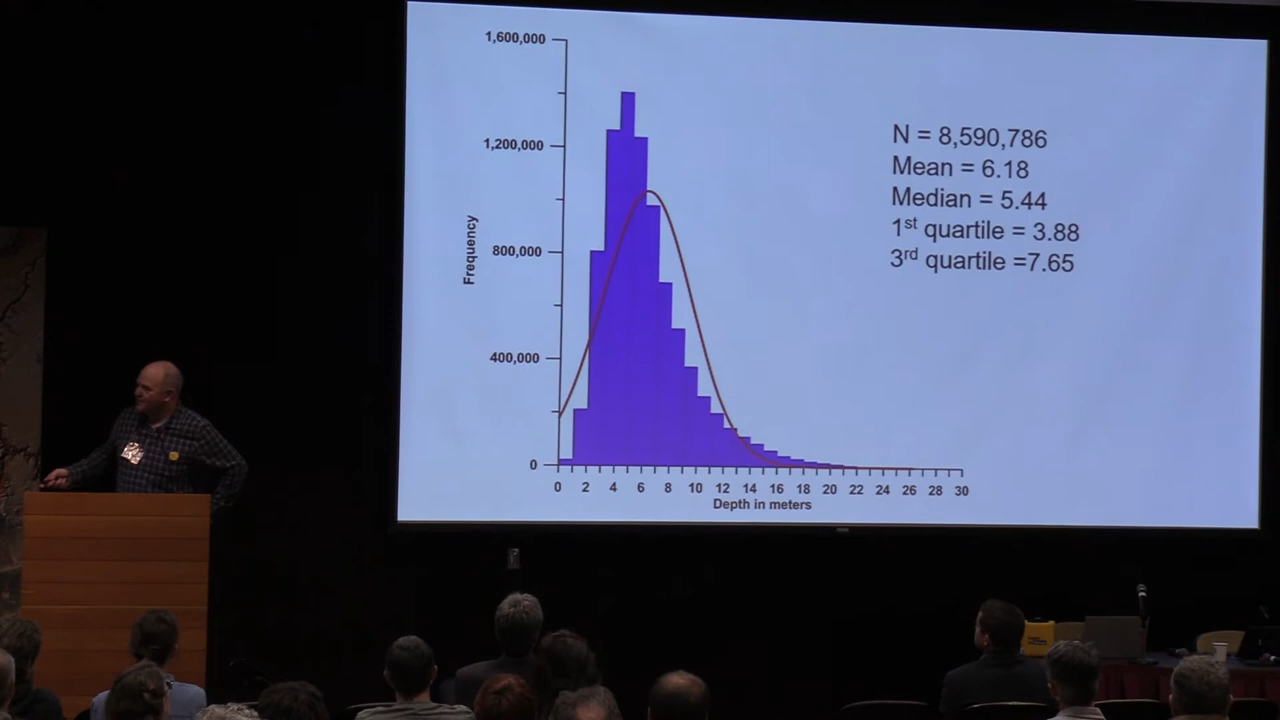 1,600,000
1,200,000
800,000
400,000
0
Frequency
0 2 4 6 8 10 12 14 16 18 20 22 24 26 28 30
Depth in meters
N = 8,590,786
Mean = 6.18
Median = 5.44
1st quartile = 3.88
3rd quartile =7.65